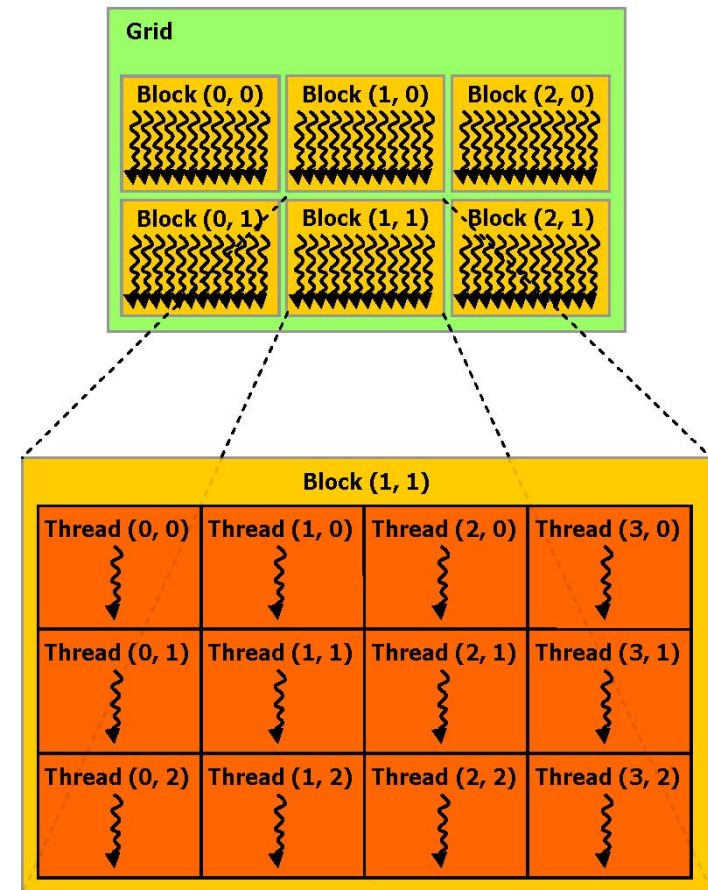 Grid
Block (0, 0) Block (1, 0) Block (2, 0)
Block (0, 1) Block (1, 1) Block (2, 1)
Block (1, 1)
Thread (0, 0) Thread (1, 0) Thread (2, 0) Thread (3, 0)
Thread (0, 1) Thread (1, 1) Thread (2, 1) Thread (3, 1)
Thread (0, 2) Thread (1, 2) Thread (2, 2) Thread (3, 2)